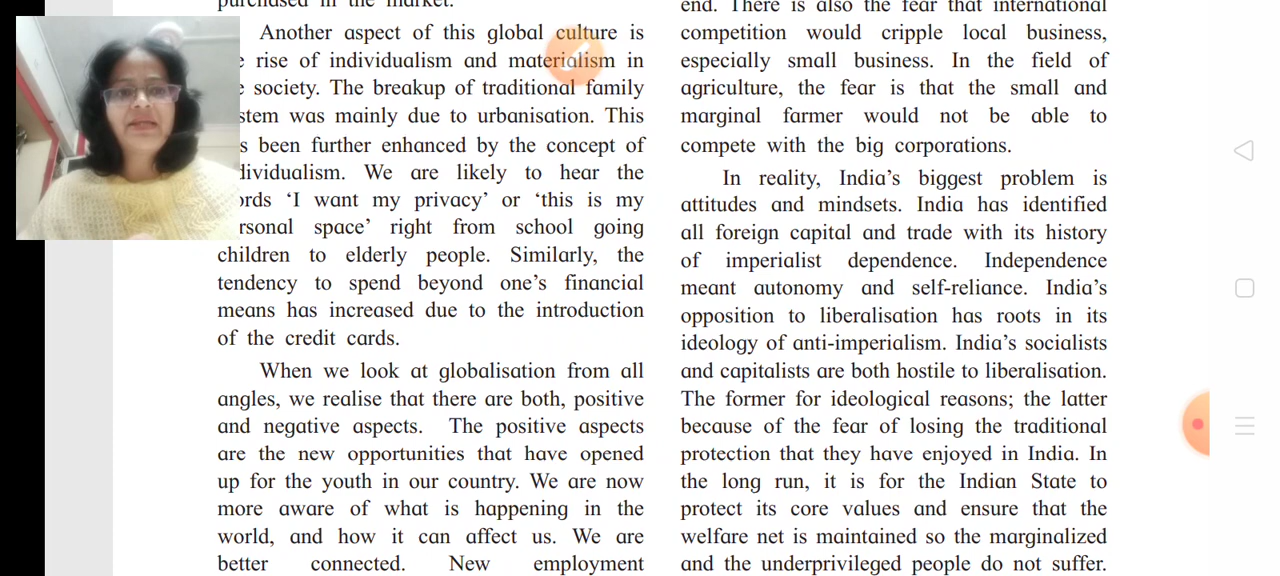 purchased in the market.
Another aspect of this global culture is
rise of individualism and materialism in
society. The breakup of traditional family
was mainly due to urbanisation. This
been further enhanced by the concept of
We are likely to hear the
‘I want my privacy’ or ‘this is my
space’ right from school going
children to elderly people. Similarly, the
tendency to spend beyond one’s financial
means has increased due to the introduction
of the credit cards.
When we look at globalisation from all
angles, we realise that there are both, positive
and negative aspects. The positive aspects
are the new opportunities that have opened
up for the youth in our country. We are now
more aware of what is happening in the
world, and how it can affect us. We are
better connected. New employment
end. There is also the fear that international
competition would cripple local business,
especially small business. In the field of
agriculture, the fear is that the small and
marginal farmer would not be able to
compete with the big corporations.
In reality, India’s biggest problem is
attitudes and mindsets. India has identified
all foreign capital and trade with its history
of imperialist dependence. Independence
meant autonomy and self-reliance. India’s
opposition to liberalisation has roots in its
ideology of anti-imperialism. India’s socialists
and capitalists are both hostile to liberalisation.
The former for ideological reasons; the latter
because of the fear of losing the traditional
protection that they have enjoyed in India. In
the long run, it is for the Indian State to
protect its core values and ensure that the
welfare net is maintained so the marginalized
and the underprivileged people do not suffer.